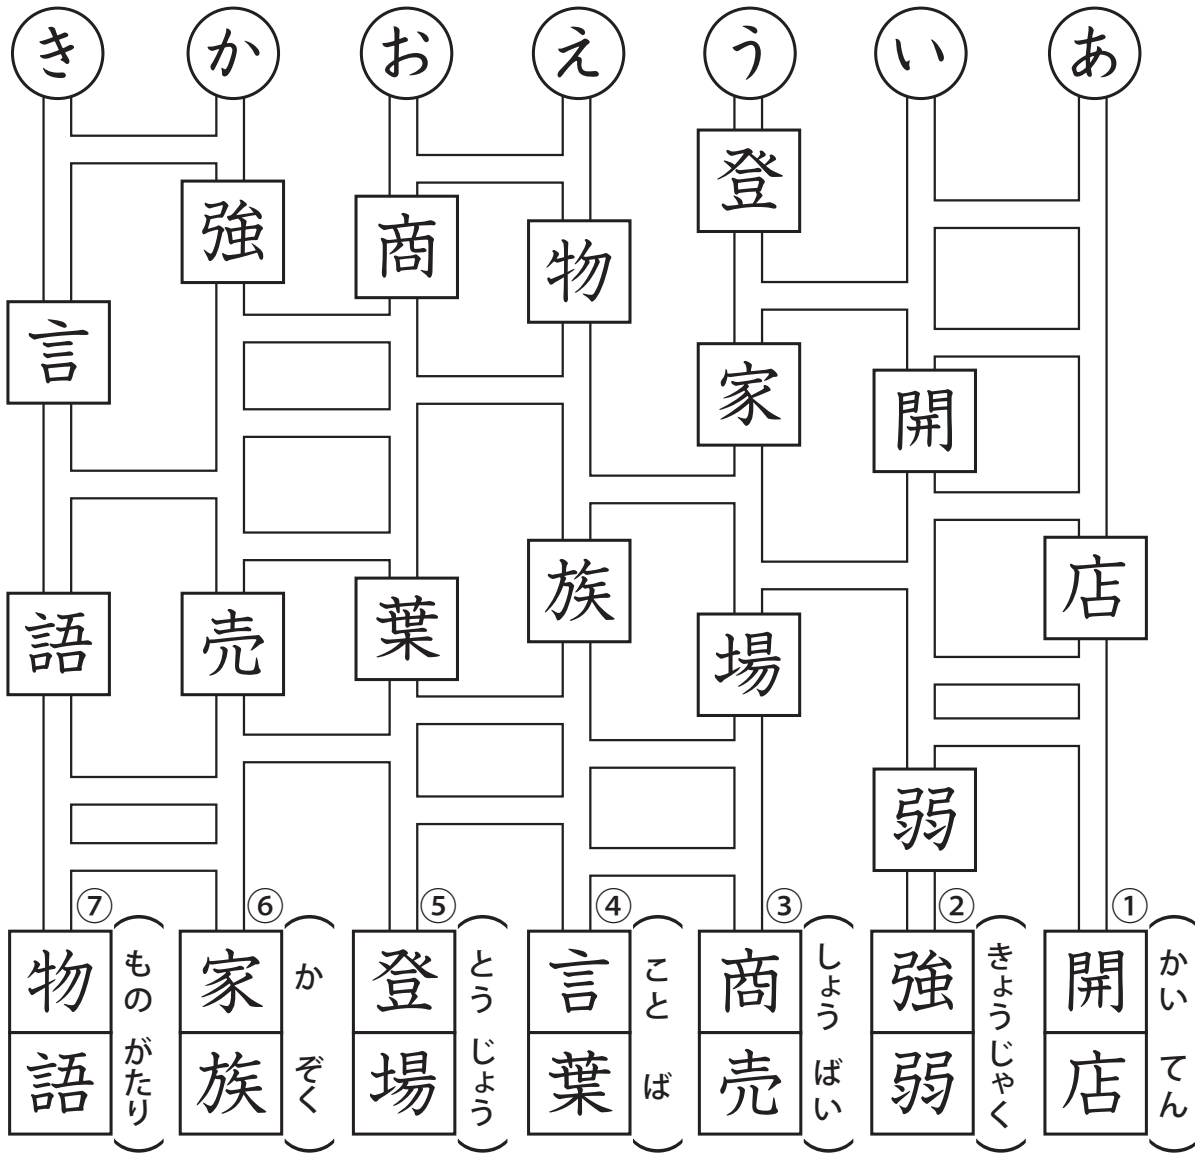 あ
い
う
え
お
か
き
登
強
商
物
言
家
開
族
店
語
売
葉
場
弱
① 開店 かい てん
② 強弱 きょうじゃく
③ 商売 しょう ばい
④ 言葉 こと ば
⑤ 登場 とう じょう
⑥ 家族 か ぞく
⑦ 物語 もの がたり